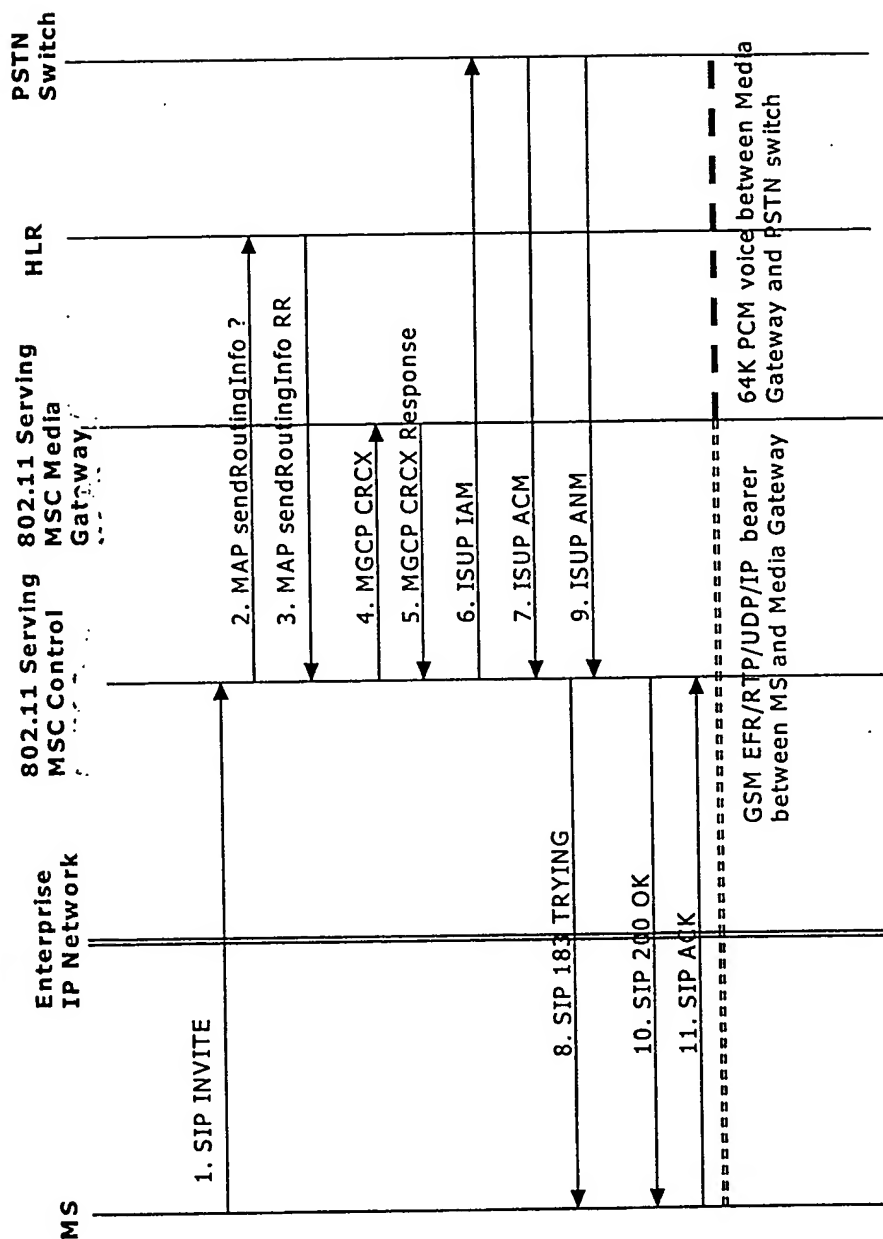 MS
Enterprise
IP Network
802.11 Serving
MSC Control
802.11 Serving
MSC Media
Gateway
HLR
PSTN
Switch
1. SIP INVITE
2. MAP sendRoutingInfo ?
3. MAP sendRoutingInfo RR
4. MGCP CRCX
5. MGCP CRCX Response
6. ISUP IAM
7. ISUP ACM
8. SIP 183 TRYING
9. ISUP ANM
10. SIP 200 OK
11. SIP ACK
GSM EFR/RTP/UDP/IP bearer
between MS and Media Gateway
64K PCM voice between Media
Gateway and PSTN switch